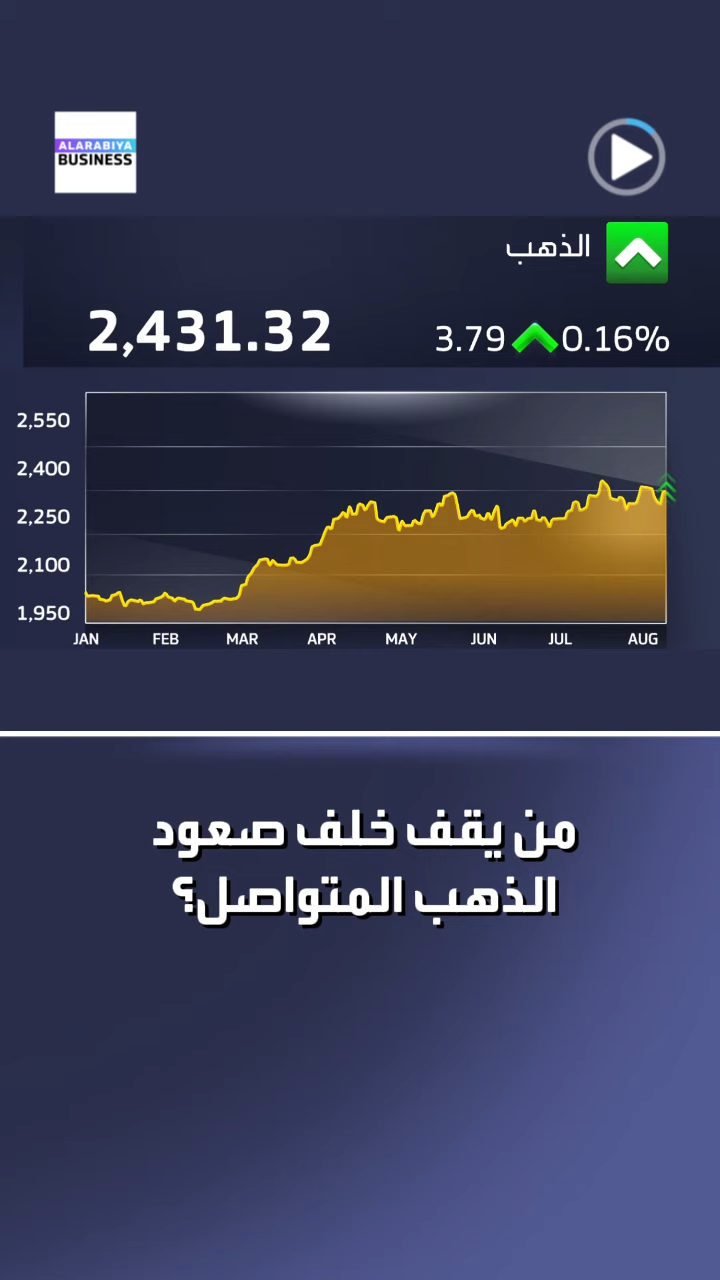 ALARABIYA
BUSINESS
الذهب
2,431.32
3.79 0.16%
2,550
2,400
2,250
2,100
1,950
JAN FEB MAR APR MAY JUN JUL AUG
من يقف خلف صعود
الذهب المتواصل؟